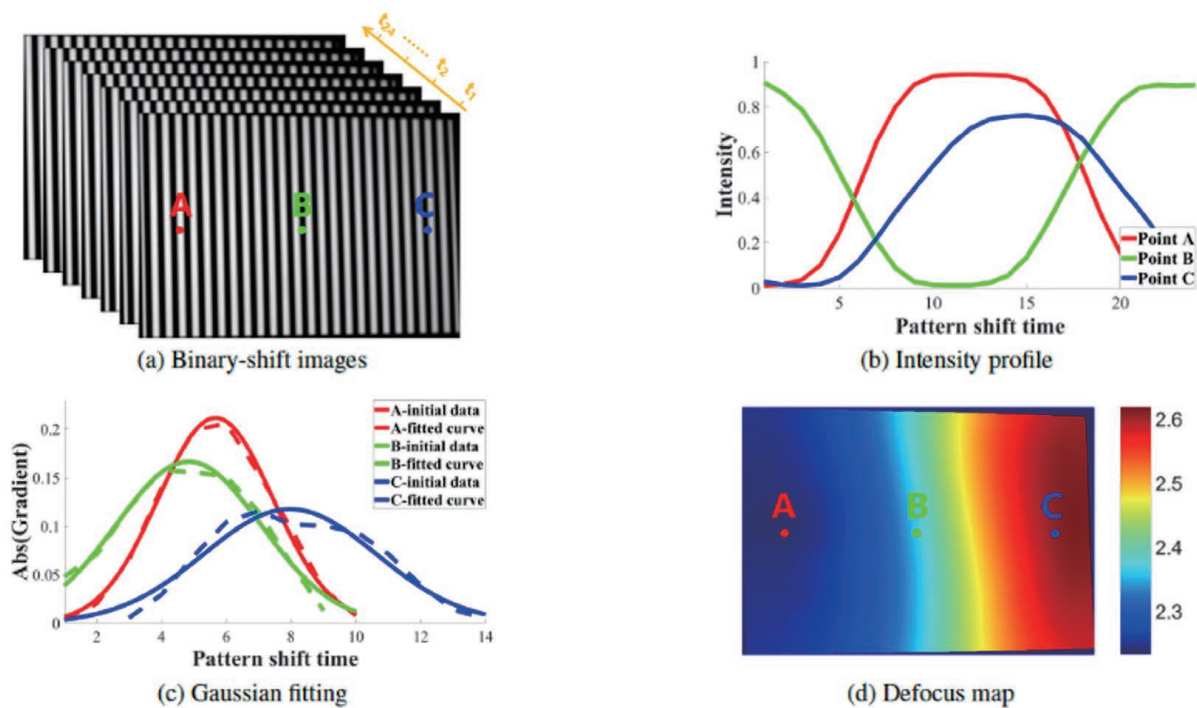 t24 ...... t2 t1
A B C
(a) Binary-shift images
1
0.8
0.6
0.4
0.2
0
Intensity
Point A
Point B
Point C
5 10 15 20
Pattern shift time
(b) Intensity profile
0.2
0.15
0.1
0.05
0
Abs(Gradient)
A-initial data
A-fitted curve
B-initial data
B-fitted curve
C-initial data
C-fitted curve
2 4 6 8 10 12 14
Pattern shift time
(c) Gaussian fitting
A B C
2.6
2.5
2.4
2.3
(d) Defocus map